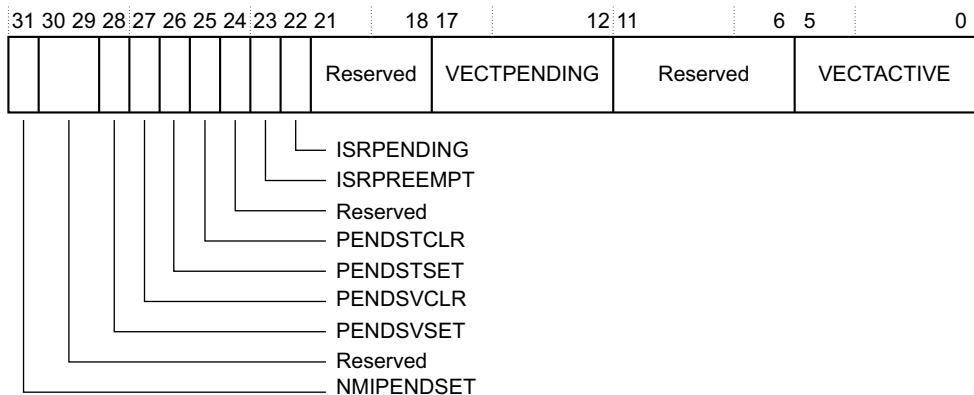 31 30 29 28 27 26 25 24 23 22 21 18 17 12 11 6 5 0
Reserved VECTPENDING Reserved VECTACTIVE
ISRPENDING
ISRPREEMPT
Reserved
PENDSTCLR
PENDSTSET
PENDSVCLR
PENDSVSET
Reserved
NMIPENDSET